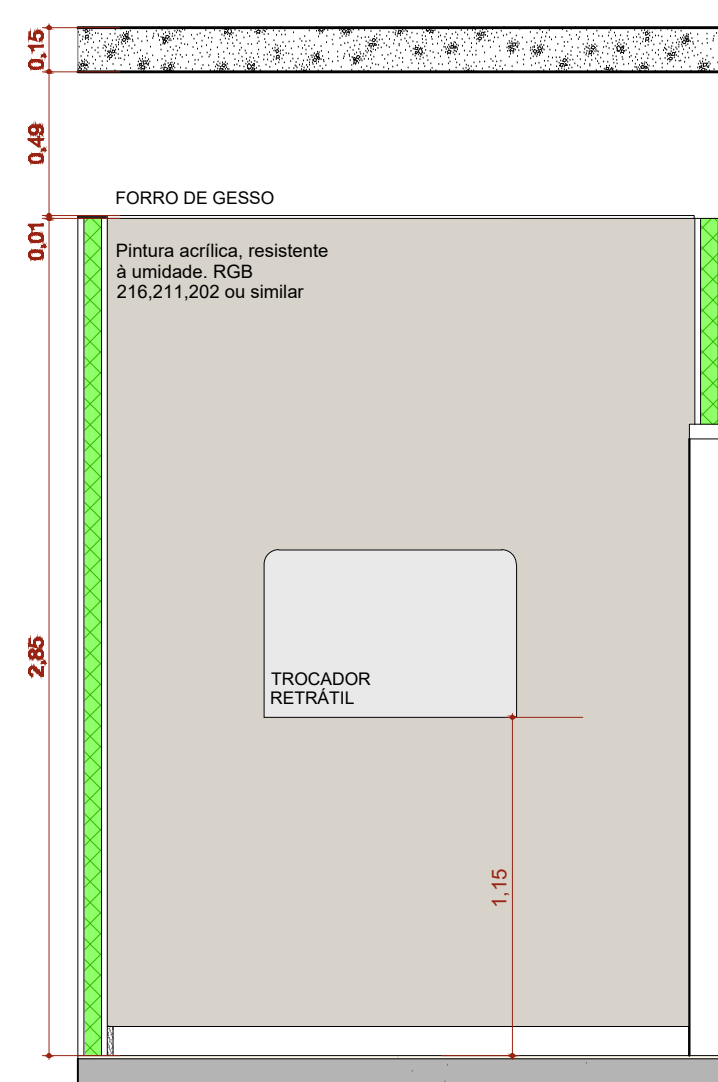 0,15
0,49
FORRO DE GESSO
0,01
Pintura acrílica, resistente
à umidade. RGB
216,211,202 ou similar
2,85
TROCADOR
RETRÁTIL
1,15